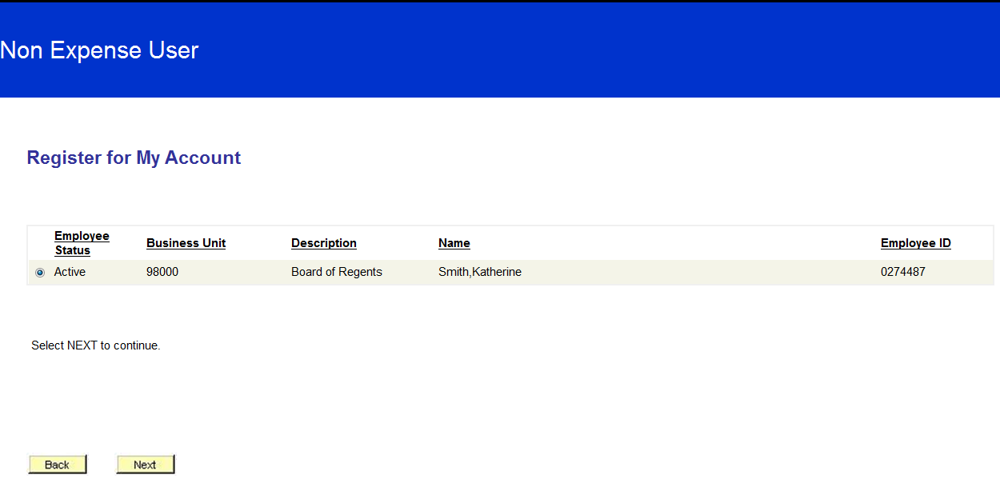 Non Expense User
Register for My Account
Employee Status Business Unit Description Name Employee ID
Active 98000 Board of Regents Smith,Katherine 0274487
Select NEXT to continue.
Back Next